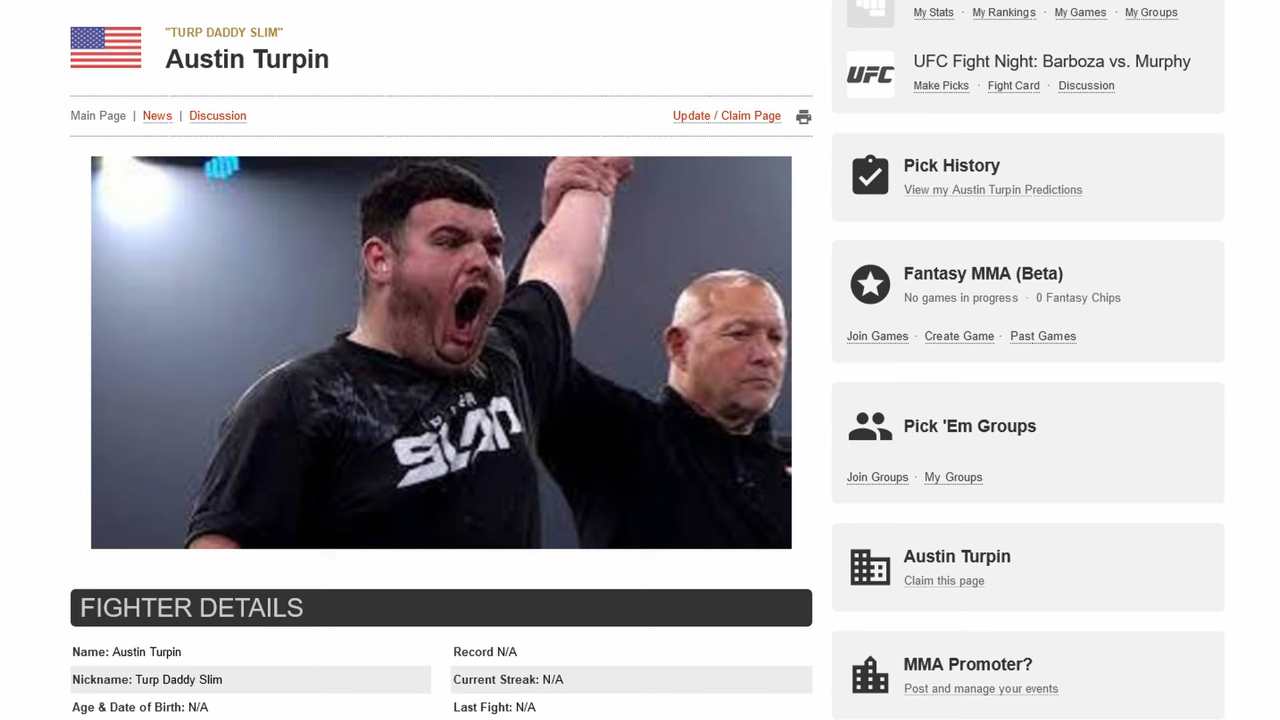 "TURP DADDY SLIM"
Austin Turpin
Main Page | News | Discussion
Update / Claim Page
SLAP
FIGHTER DETAILS
Name: Austin Turpin
Nickname: Turp Daddy Slim
Age & Date of Birth: N/A
Record N/A
Current Streak: N/A
Last Fight: N/A
My Stats · My Rankings · My Games · My Groups
UFC
UFC Fight Night: Barboza vs. Murphy
Make Picks · Fight Card · Discussion
Pick History
View my Austin Turpin Predictions
Fantasy MMA (Beta)
No games in progress · 0 Fantasy Chips
Join Games · Create Game · Past Games
Pick 'Em Groups
Join Groups · My Groups
Austin Turpin
Claim this page
MMA Promoter?
Post and manage your events